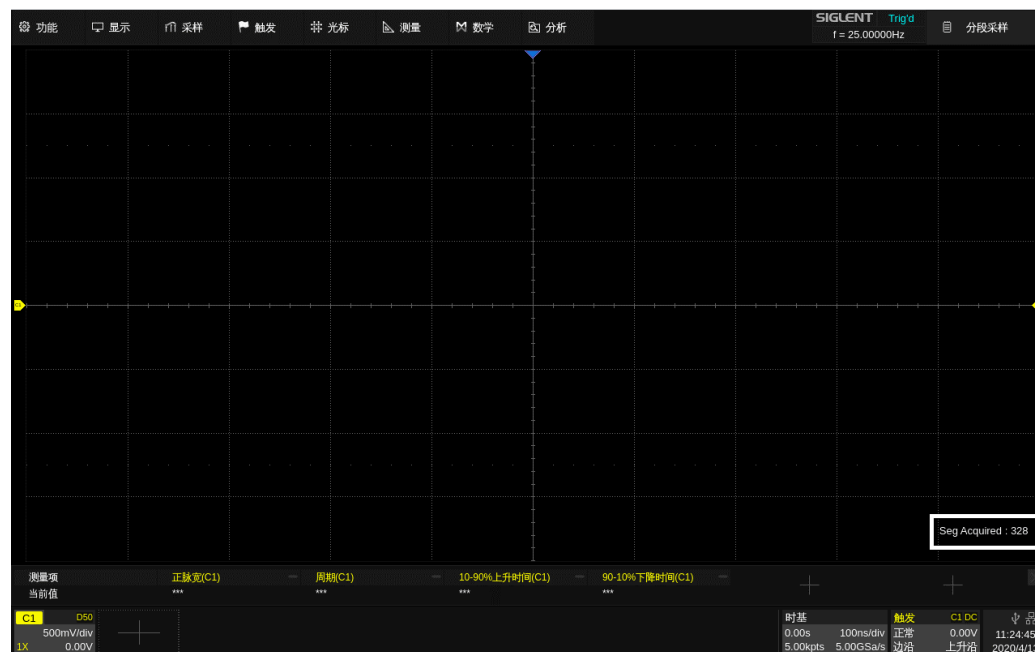 功能 显示 采样 触发 光标 测量 数学 分析 SIGLENT Trig'd
f = 25.00000Hz 分段采样
C1
Seg Acquired : 328
测量项 正脉宽(C1) 周期(C1) 10-90%上升时间(C1) 90-10%下降时间(C1)
当前值 *** *** *** ***
C1 D50
500mV/div
1X 0.00V
时基
0.00s 100ns/div
5.00kpts 5.00GSa/s
触发 C1 DC
正常 0.00V
边沿 上升沿
11:24:45